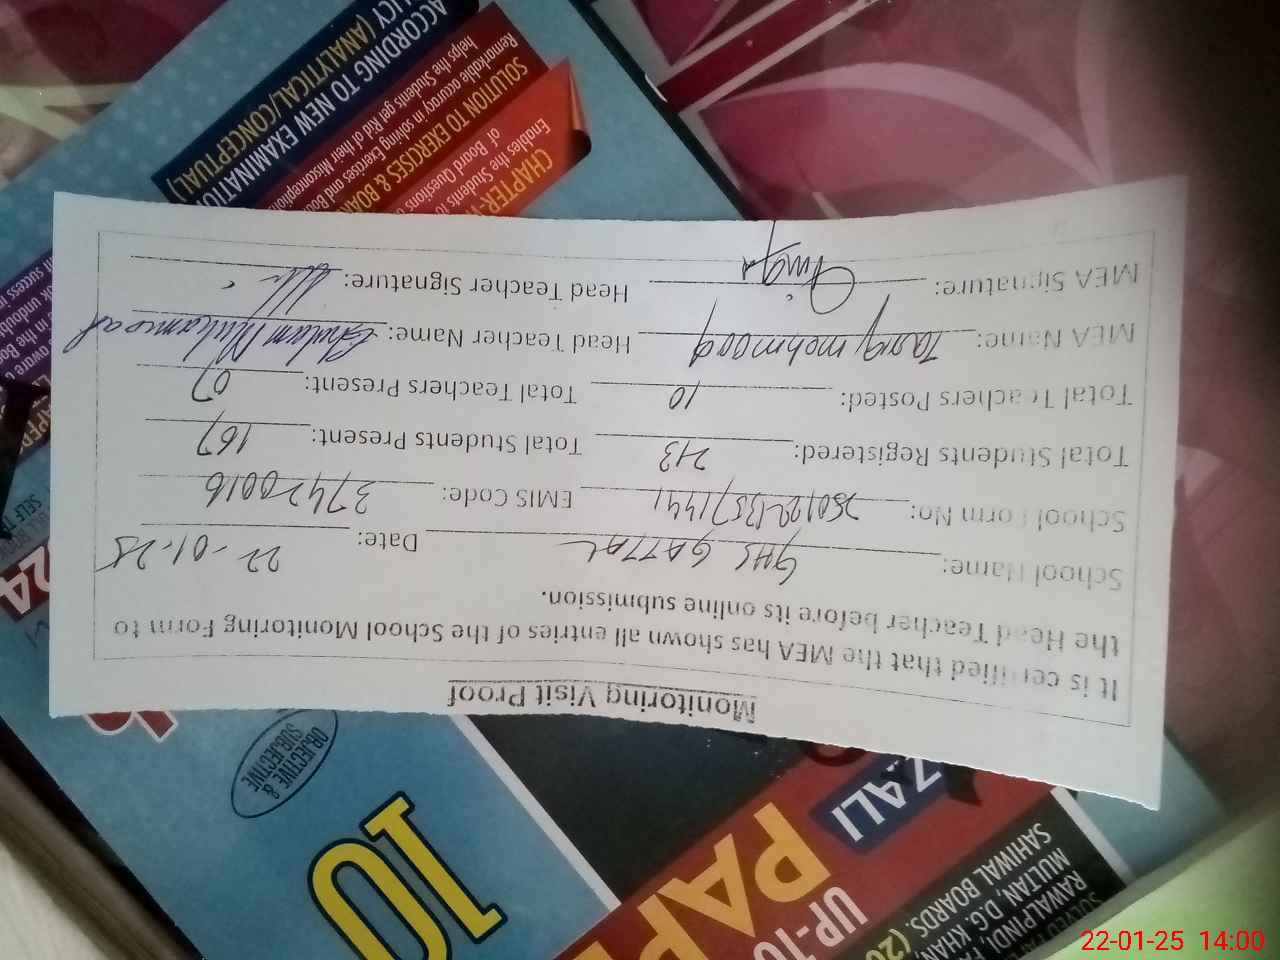 Monitoring Visit Proof
It is certified that the MEA has shown all entries of the School Monitoring Form to
the Head Teacher before its online submission.
School Name: GHS GATTAL Date: 22-01-25
School Form No: EMIS Code: 37420016
Total Students Registered: 213 Total Students Present: 167
Total Teachers Posted: 10 Total Teachers Present: 07
MEA Name: Tariq mehmood Head Teacher Name: Ghulam Muhammad
MEA Signature: Head Teacher Signature:
ACCORDING TO NEW EXAMINATION
(ANALYTICAL/CONCEPTUAL)
Remarkable accuracy in solving Exercises and
helps the Students get Rid of their
SOLUTION TO EXERCISES &
Enables the Students to
of Board Questions
OBJECTIVE &
SUBJECTIVE
10
UP-TO
RAWALPINDI,
MULTAN, D.G. KHAN,
SAHIWAL BOARDS.
22-01-25 14:00